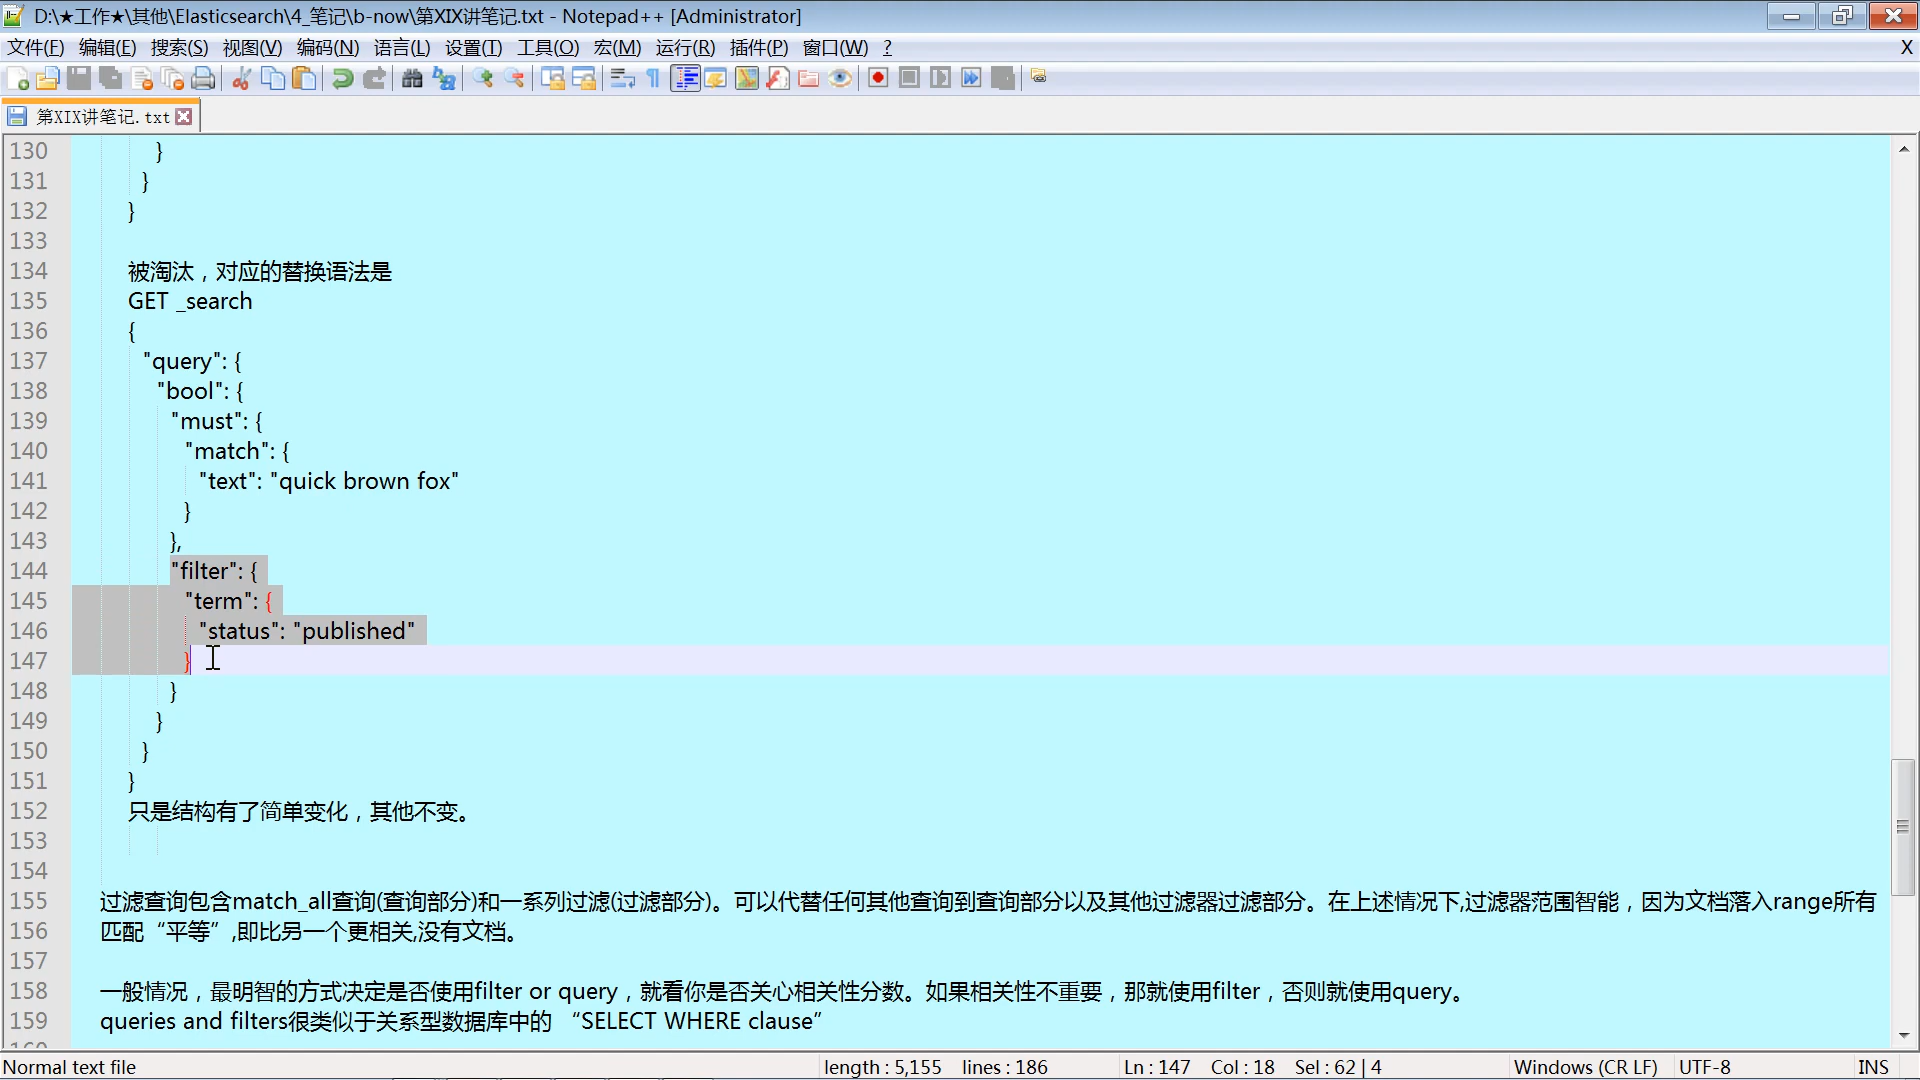 D:\★工作★\其他\Elasticsearch\4_笔记\b-now\第XIX讲笔记.txt - Notepad++ [Administrator]
文件(F) 编辑(E) 搜索(S) 视图(V) 编码(N) 语言(L) 设置(T) 工具(O) 宏(M) 运行(R) 插件(P) 窗口(W) ? X
第XIX讲笔记.txt
130 }
131 }
132 }
133
134 被淘汰，对应的替换语法是
135 GET _search
136 {
137 "query": {
138 "bool": {
139 "must": {
140 "match": {
141 "text": "quick brown fox"
142 }
143 },
144 "filter": {
145 "term": {
146 "status": "published"
147 }
148 }
149 }
150 }
151 }
152 只是结构有了简单变化，其他不变。
153
154
155 过滤查询包含match_all查询(查询部分)和一系列过滤(过滤部分)。可以代替任何其他查询到查询部分以及其他过滤器过滤部分。在上述情况下,过滤器范围智能，因为文档落入range所有
156 匹配“平等”,即比另一个更相关,没有文档。
157
158 一般情况，最明智的方式决定是否使用filter or query，就看你是否关心相关性分数。如果相关性不重要，那就使用filter，否则就使用query。
159 queries and filters很类似于关系型数据库中的 “SELECT WHERE clause”
Normal text file length : 5,155 lines : 186 Ln : 147 Col : 18 Sel : 62 | 4 Windows (CR LF) UTF-8 INS